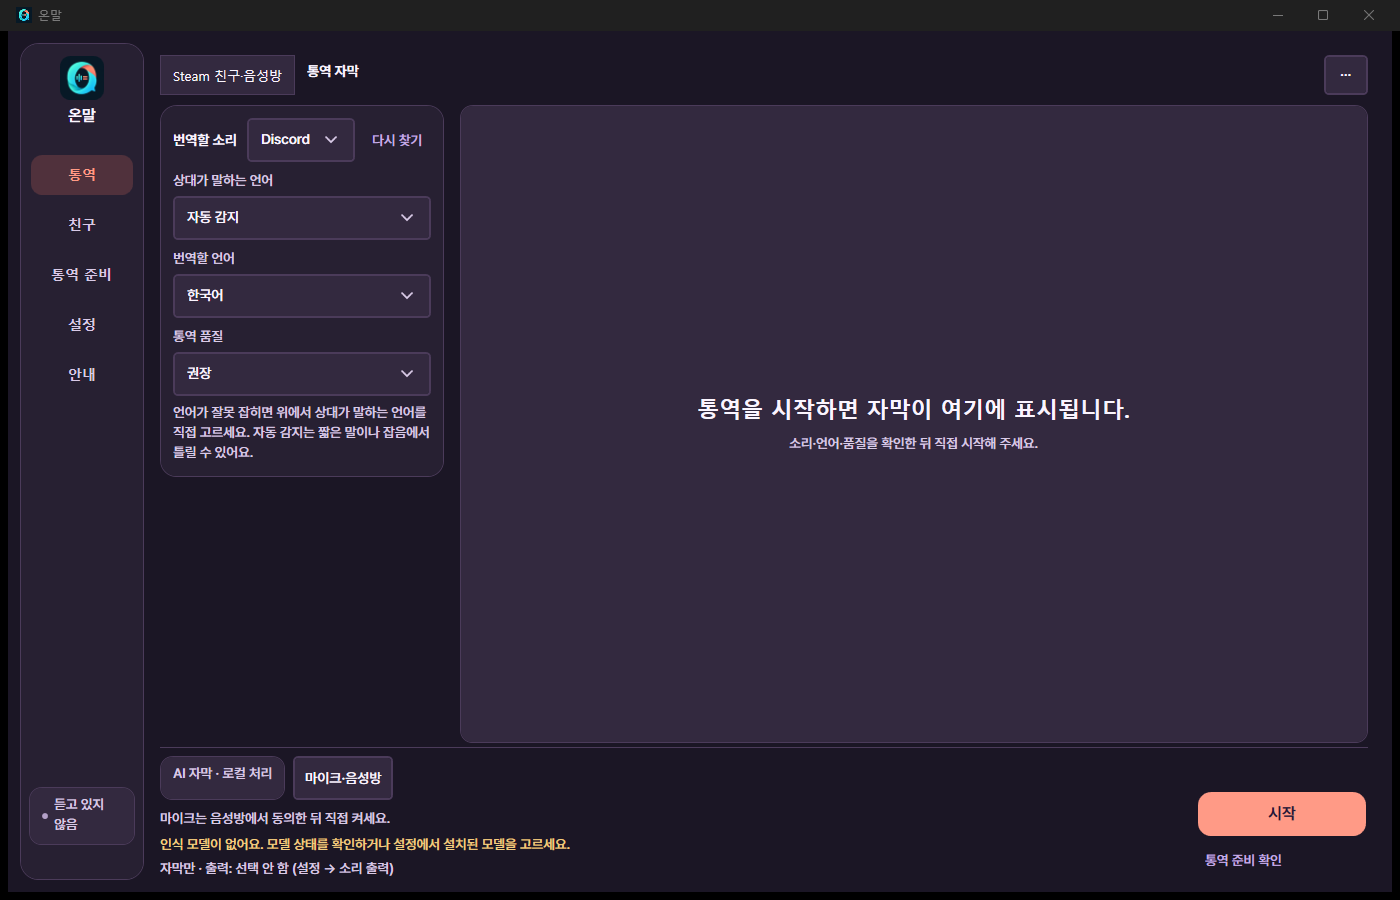 온말
온말
통역
친구
통역 준비
설정
안내
듣고 있지
않음
Steam 친구·음성방
통역 자막
...
번역할 소리
Discord
다시 찾기
상대가 말하는 언어
자동 감지
번역할 언어
한국어
통역 품질
권장
언어가 잘못 잡히면 위에서 상대가 말하는 언어를
직접 고르세요. 자동 감지는 짧은 말이나 잡음에서
틀릴 수 있어요.
통역을 시작하면 자막이 여기에 표시됩니다.
소리·언어·품질을 확인한 뒤 직접 시작해 주세요.
AI 자막 · 로컬 처리
마이크·음성방
마이크는 음성방에서 동의한 뒤 직접 켜세요.
인식 모델이 없어요. 모델 상태를 확인하거나 설정에서 설치된 모델을 고르세요.
자막만 · 출력: 선택 안 함 (설정 → 소리 출력)
시작
통역 준비 확인